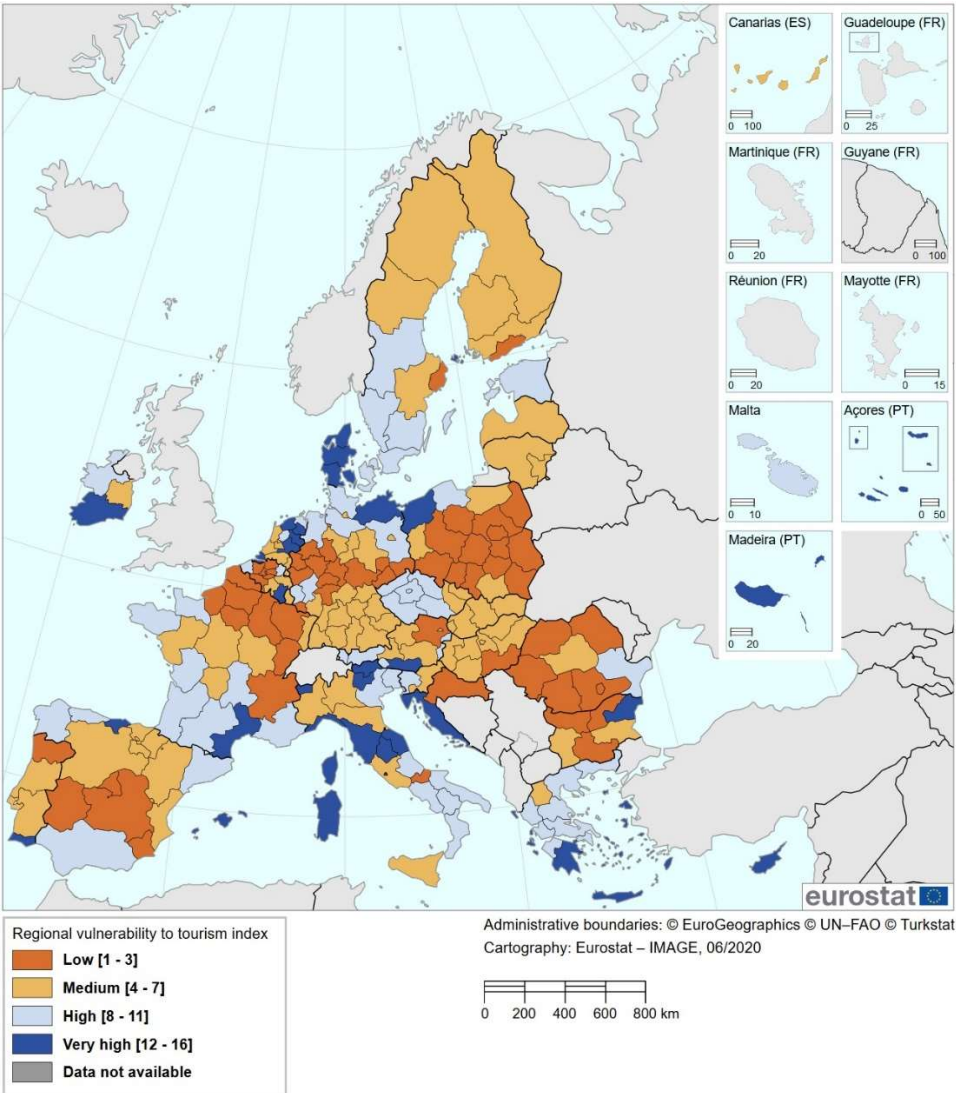 Canarias (ES)
0 100
Guadeloupe (FR)
0 25
Martinique (FR)
0 20
Guyane (FR)
0 100
Réunion (FR)
0 20
Mayotte (FR)
0 15
Malta
0 10
Açores (PT)
0 50
Madeira (PT)
0 20
eurostat
Regional vulnerability to tourism index
Low [1 - 3]
Medium [4 - 7]
High [8 - 11]
Very high [12 - 16]
Data not available
Administrative boundaries: © EuroGeographics © UN–FAO © Turkstat
Cartography: Eurostat – IMAGE, 06/2020
0 200 400 600 800 km